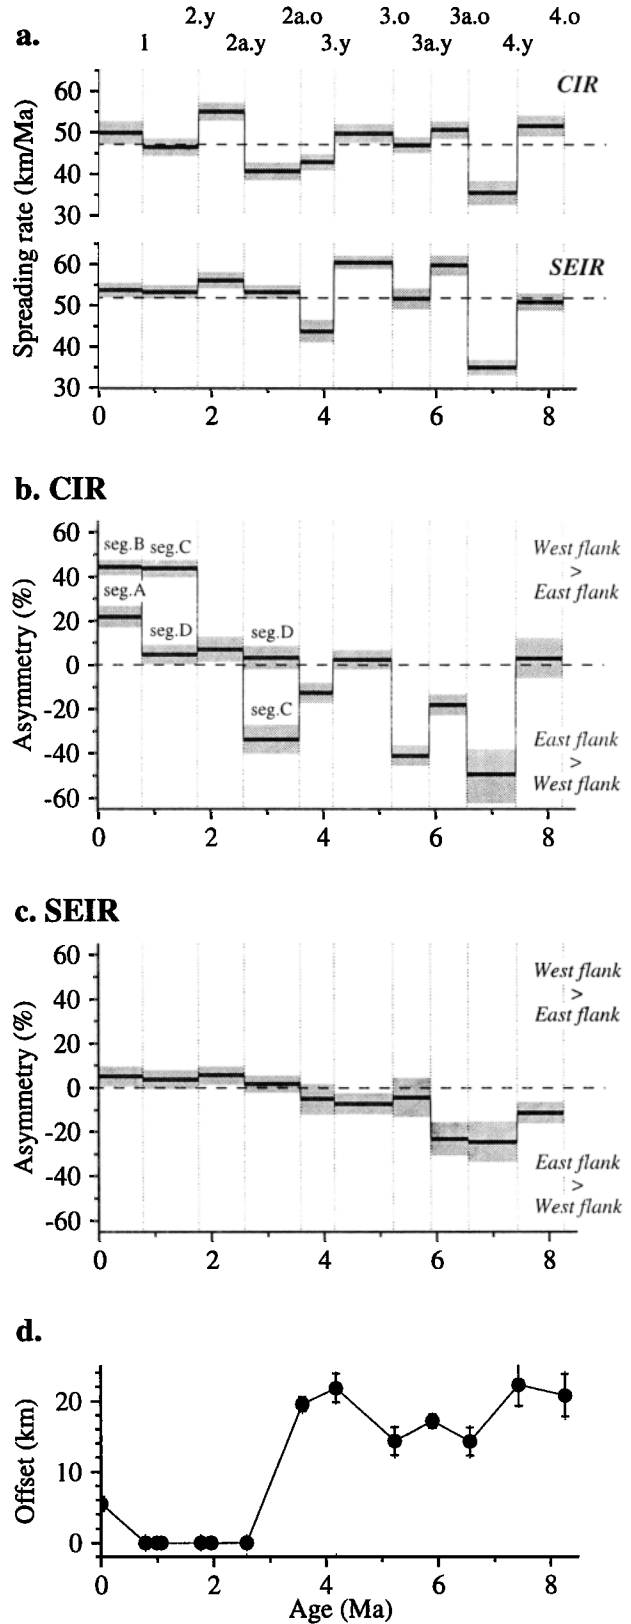 2.y 2a.o 3.o 3a.o 4.o
a. 1 2a.y 3.y 3a.y 4.y
CIR
60
50
40
30
Spreading rate (km/Ma)
SEIR
60
50
40
30
0 2 4 6 8
b. CIR
60
40
20
0
-20
-40
-60
Asymmetry (%)
seg.B seg.C
seg.A
seg.D seg.D
seg.C
West flank
>
East flank
East flank
>
West flank
0 2 4 6 8
c. SEIR
60
40
20
0
-20
-40
-60
Asymmetry (%)
West flank
>
East flank
East flank
>
West flank
0 2 4 6 8
d.
20
10
0
Offset (km)
0 2 4 6 8
Age (Ma)